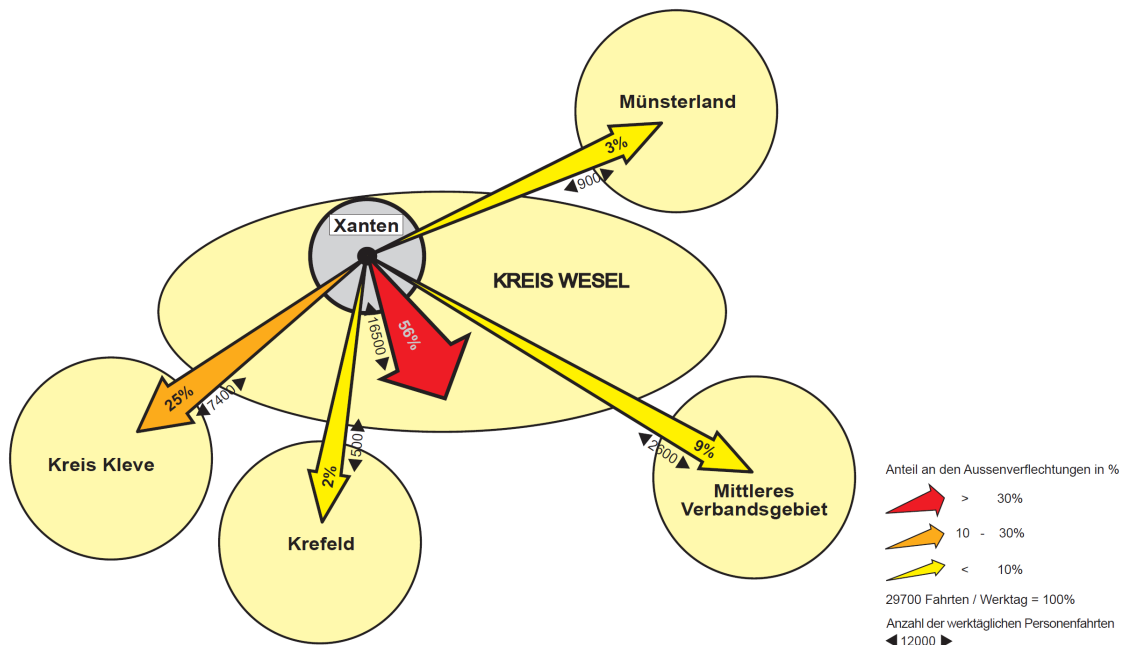 Münsterland
3%
900
Xanten
KREIS WESEL
16500
56%
25%
7400
Kreis Kleve
2%
500
Krefeld
2600
9%
Mittleres
Verbandsgebiet
Anteil an den Aussenverflechtungen in %
> 30%
10 - 30%
< 10%
29700 Fahrten / Werktag = 100%
Anzahl der werktäglichen Personenfahrten
12000